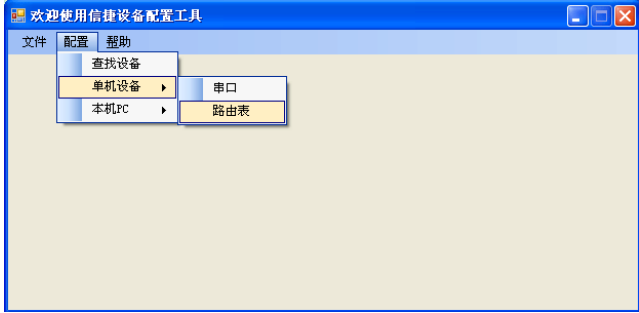 欢迎使用信捷设备配置工具
文件 配置 帮助
查找设备
单机设备
串口
本机PC
路由表